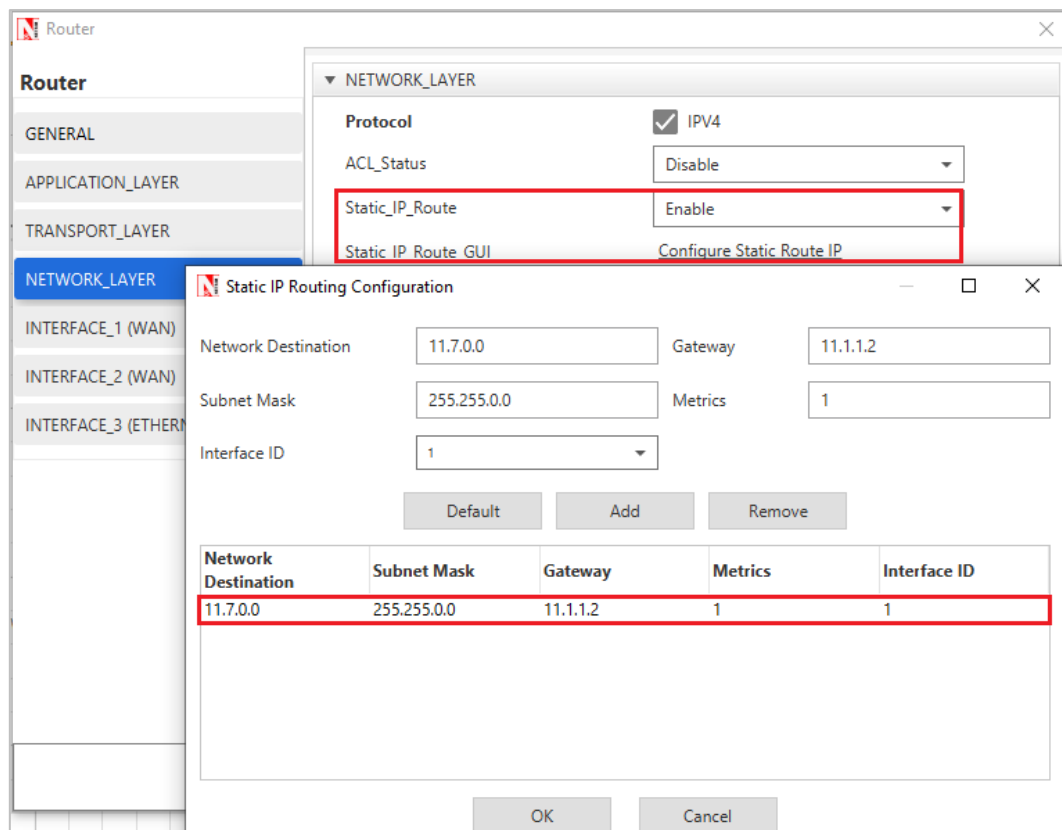 Router
Router
NETWORK_LAYER
GENERAL
Protocol IPV4
APPLICATION_LAYER
ACL_Status Disable
TRANSPORT_LAYER
Static_IP_Route Enable
Static_IP_Route_GUI Configure Static Route IP
NETWORK_LAYER
INTERFACE_1 (WAN)
INTERFACE_2 (WAN)
INTERFACE_3 (ETHERN
Static IP Routing Configuration
Network Destination 11.7.0.0 Gateway 11.1.1.2
Subnet Mask 255.255.0.0 Metrics 1
Interface ID 1
Default Add Remove
Network Destination Subnet Mask Gateway Metrics Interface ID
11.7.0.0 255.255.0.0 11.1.1.2 1 1
OK Cancel